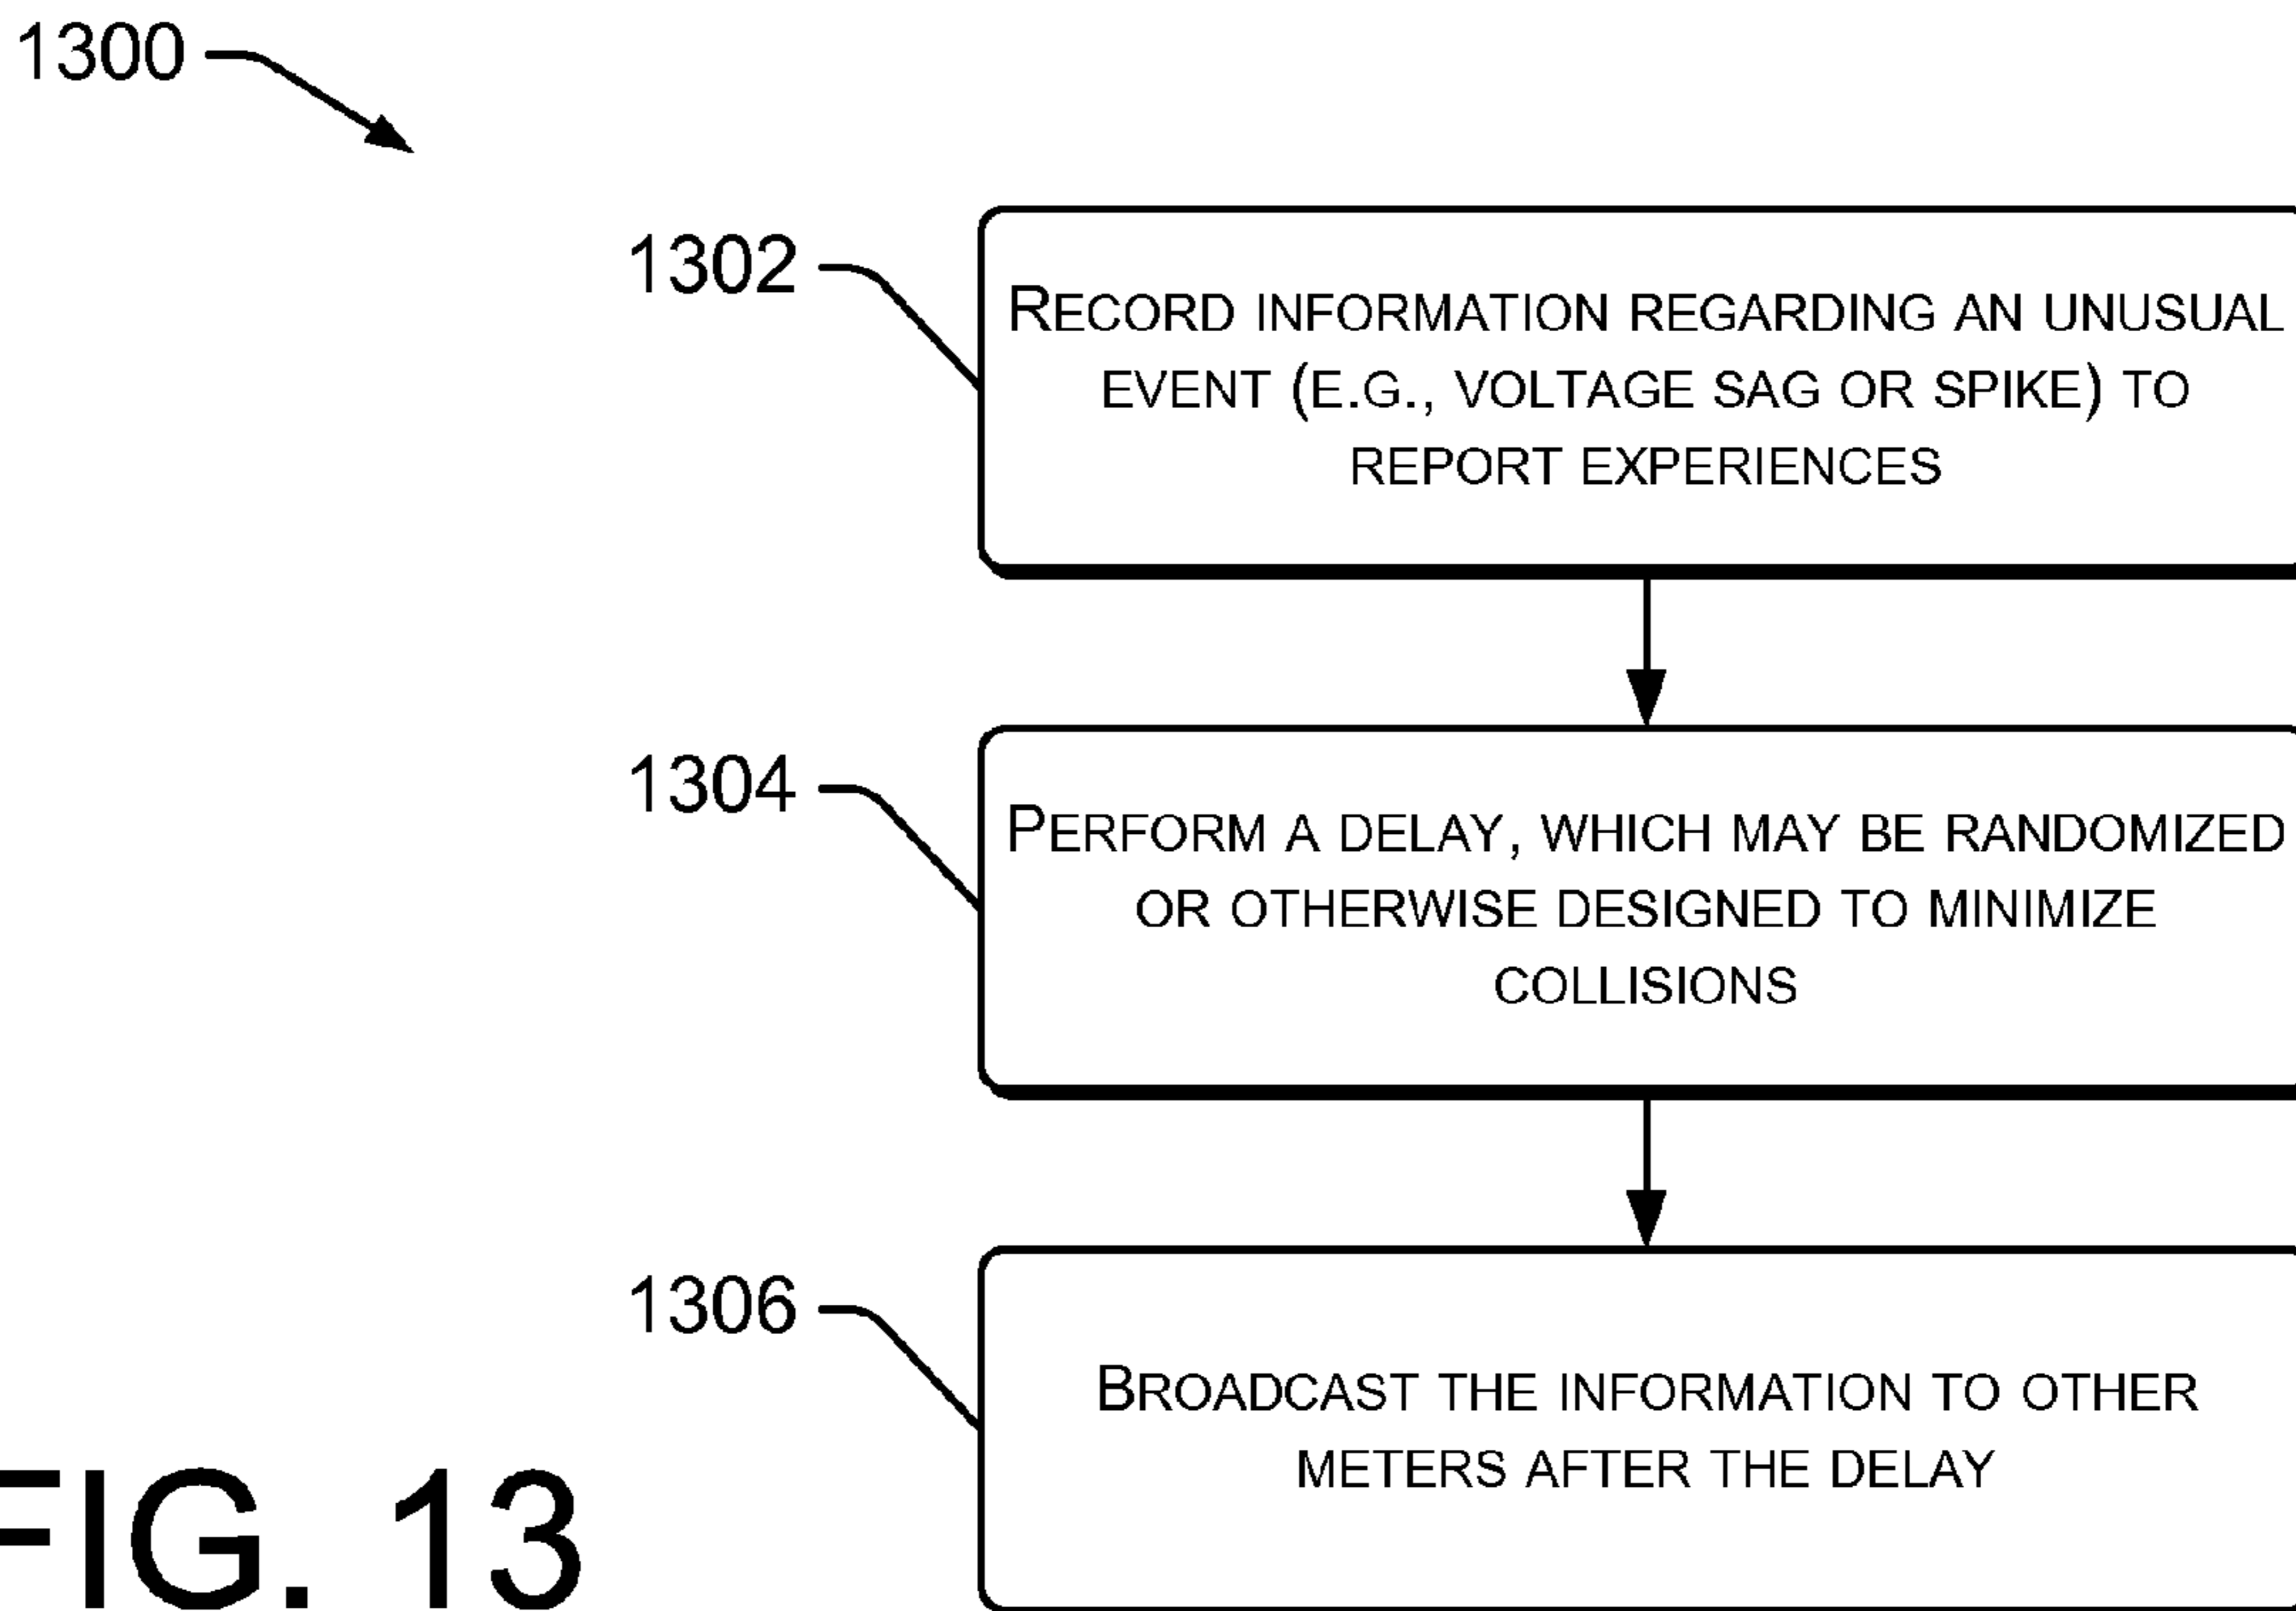 1300
1302
RECORD INFORMATION REGARDING AN UNUSUAL
EVENT (E.G., VOLTAGE SAG OR SPIKE) TO
REPORT EXPERIENCES
1304
PERFORM A DELAY, WHICH MAY BE RANDOMIZED
OR OTHERWISE DESIGNED TO MINIMIZE
COLLISIONS
1306
BROADCAST THE INFORMATION TO OTHER
METERS AFTER THE DELAY
FIG. 13